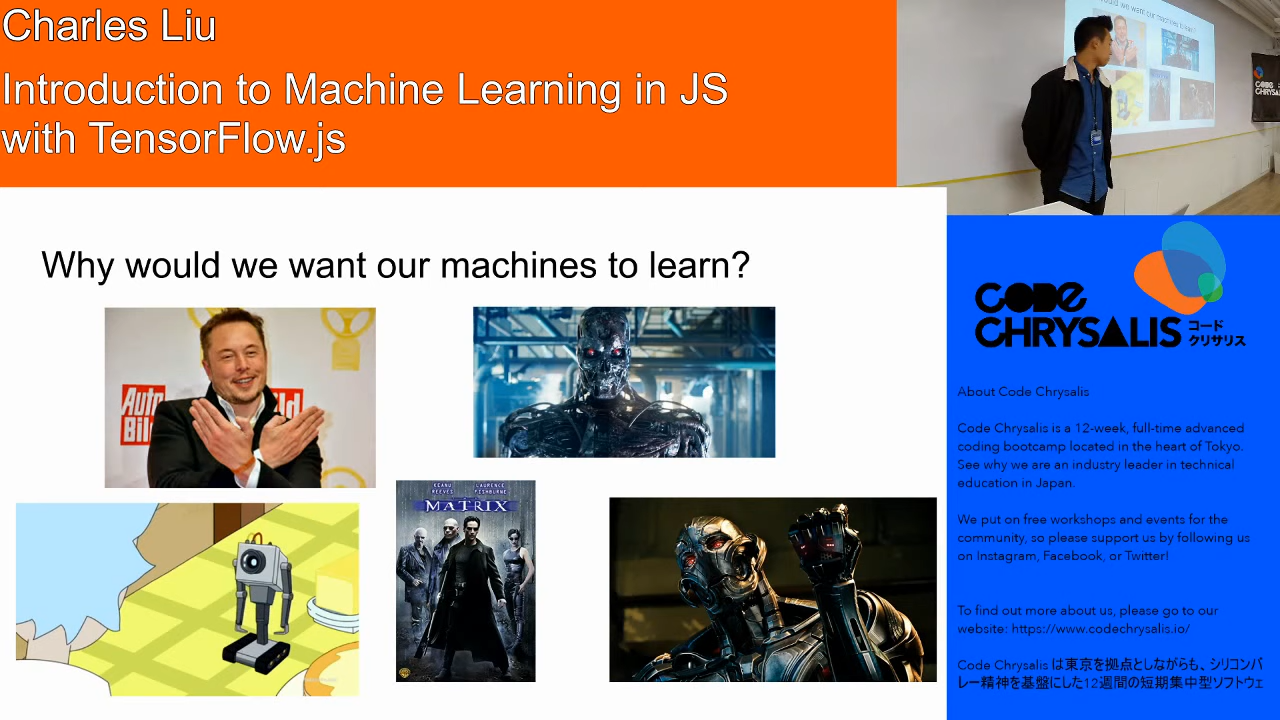 Charles Liu
Introduction to Machine Learning in JS
with TensorFlow.js
Why would we want our machines to learn?
Auto
Bil
ld
KEANU REEVES
LAURENCE FISHBURNE
MATRIX
CODE
CHRYSALIS
コード
クリサリス
About Code Chrysalis
Code Chrysalis is a 12-week, full-time advanced
coding bootcamp located in the heart of Tokyo.
See why we are an industry leader in technical
education in Japan.
We put on free workshops and events for the
community, so please support us by following us
on Instagram, Facebook, or Twitter!
To find out more about us, please go to our
website: https://www.codechrysalis.io/
Code Chrysalis は東京を拠点としながらも、シリコンバ
レー精神を基盤にした12週間の短期集中型ソフトウェ